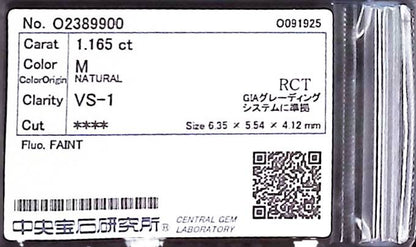 No. O2389900 O091925
Carat 1.165 ct
Color M
ColorOrigin NATURAL
RCT
Clarity VS-1
GIAグレーディング
システムに準拠
Cut **** Size 6.35 × 5.54 × 4.12 mm
Fluo. FAINT
中央宝石研究所® CENTRAL GEM
LABORATORY